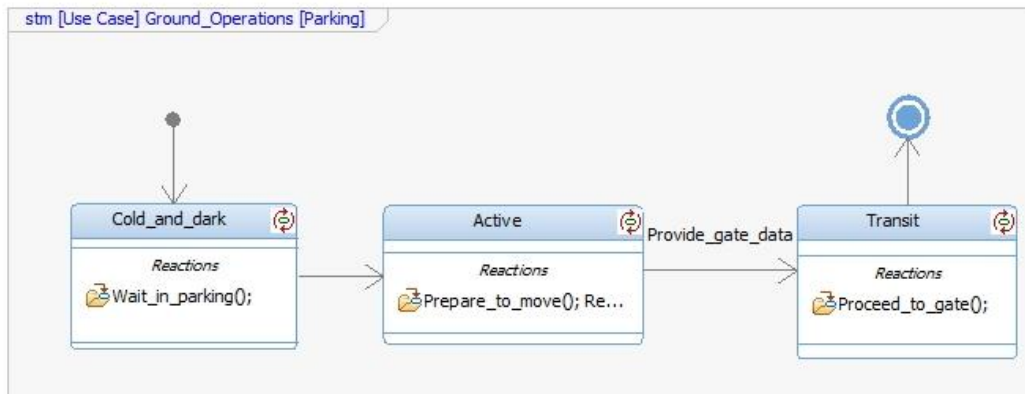 stm [Use Case] Ground_Operations [Parking]
Cold_and_dark
Reactions
Wait_in_parking();
Active
Reactions
Prepare_to_move(); Re...
Provide_gate_data
Transit
Reactions
Proceed_to_gate();